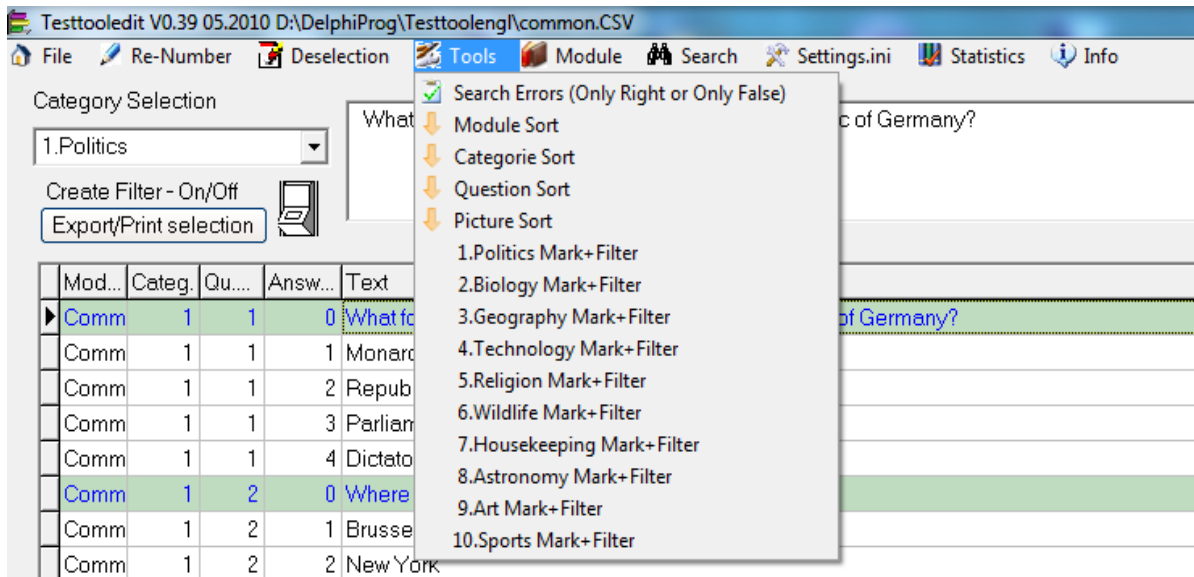 Testtooledit V0.39 05.2010 D:\DelphiProg\Testtoolengl\common.CSV
File Re-Number Deselection Tools Module Search Settings.ini Statistics Info
Category Selection
1.Politics
Create Filter - On/Off
Export/Print selection
What c of Germany?
Search Errors (Only Right or Only False)
Module Sort
Categorie Sort
Question Sort
Picture Sort
1.Politics Mark+Filter
2.Biology Mark+Filter
3.Geography Mark+Filter
4.Technology Mark+Filter
5.Religion Mark+Filter
6.Wildlife Mark+Filter
7.Housekeeping Mark+Filter
8.Astronomy Mark+Filter
9.Art Mark+Filter
10.Sports Mark+Filter
Mod... Categ. Qu.... Answ... Text
Comm 1 1 0 What fo of Germany?
Comm 1 1 1 Monarc
Comm 1 1 2 Repub
Comm 1 1 3 Parliam
Comm 1 1 4 Dictato
Comm 1 2 0 Where
Comm 1 2 1 Brusse
Comm 1 2 2 New York